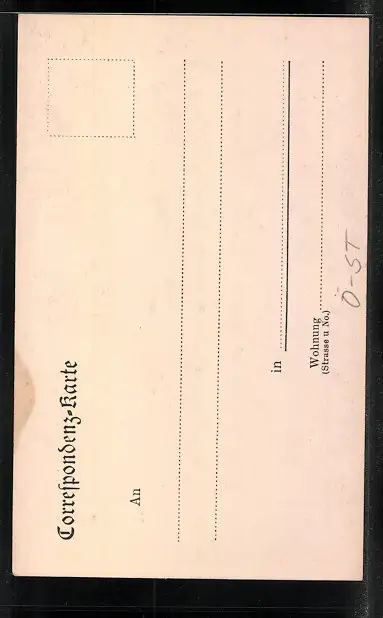 Correſpondenz-Karte
An
in
Wohnung
(Strasse u No.)
Ö-ST